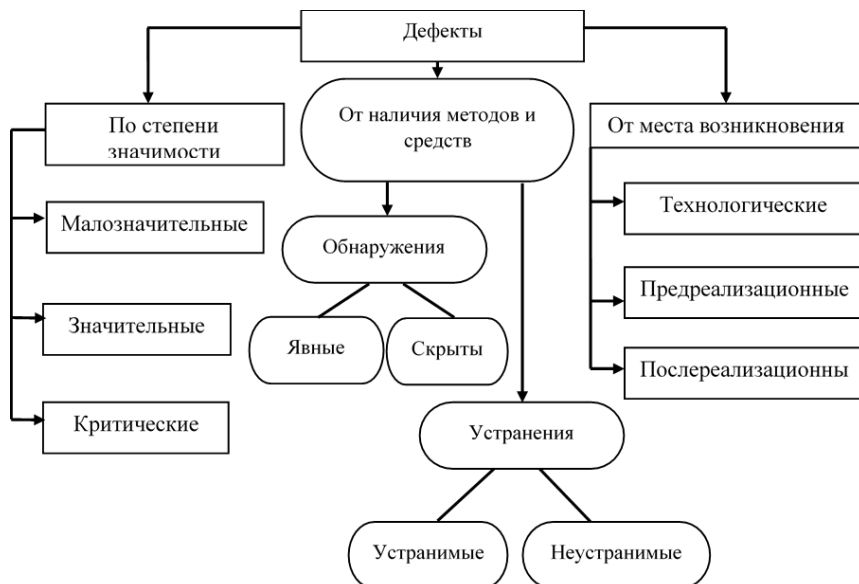 Дефекты
По степени
значимости
От наличия методов и
средств
От места возникновения
Малозначительные
Технологические
Обнаружения
Предреализационные
Значительные
Явные
Скрыты
Послереализационны
Критические
Устранения
Устранимые
Неустранимые